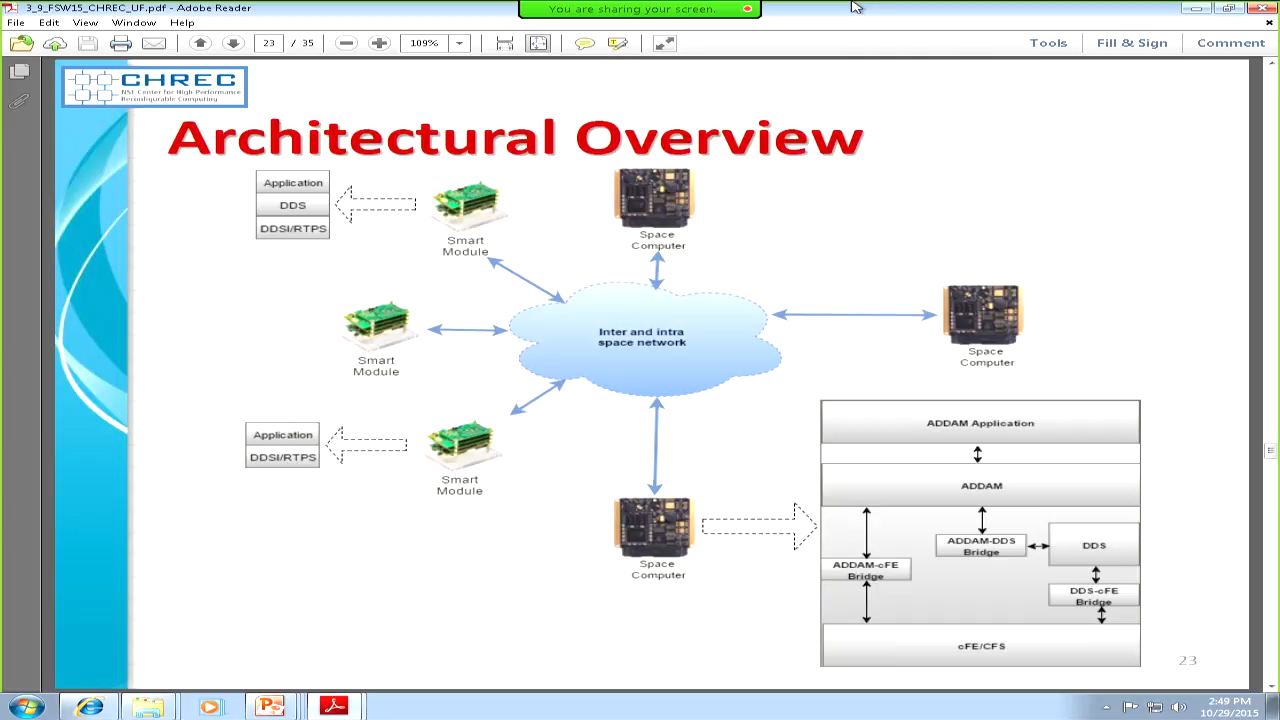 3_9_FSW15_CHREC_UF.pdf - Adobe Reader
You are sharing your screen.
File Edit View Window Help
23 / 35
109%
Tools
Fill & Sign
Comment
CHREC
NSF Center for High Performance
Reconfigurable Computing
Architectural Overview
Application
DDS
DDSI/RTPS
Smart
Module
Space
Computer
Smart
Module
Inter and intra
space network
Space
Computer
Application
DDSI/RTPS
Smart
Module
Space
Computer
ADDAM Application
ADDAM
ADDAM-DDS
Bridge
DDS
ADDAM-cFE
Bridge
DDS-cFE
Bridge
cFE/CFS
23
2:49 PM
10/29/2015